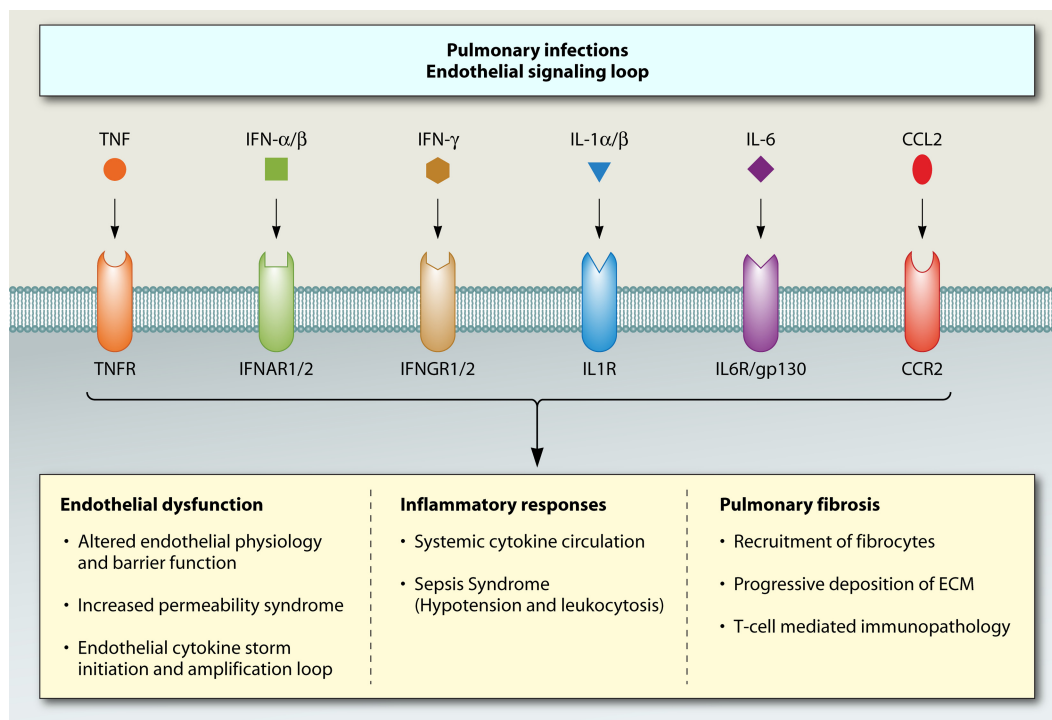 Pulmonary infections
Endothelial signaling loop
TNF
IFN-α/β
IFN-γ
IL-1α/β
IL-6
CCL2
TNFR
IFNAR1/2
IFNGR1/2
IL1R
IL6R/gp130
CCR2
Endothelial dysfunction
• Altered endothelial physiology
and barrier function
• Increased permeability syndrome
• Endothelial cytokine storm
initiation and amplification loop
Inflammatory responses
• Systemic cytokine circulation
• Sepsis Syndrome
(Hypotension and leukocytosis)
Pulmonary fibrosis
• Recruitment of fibrocytes
• Progressive deposition of ECM
• T-cell mediated immunopathology